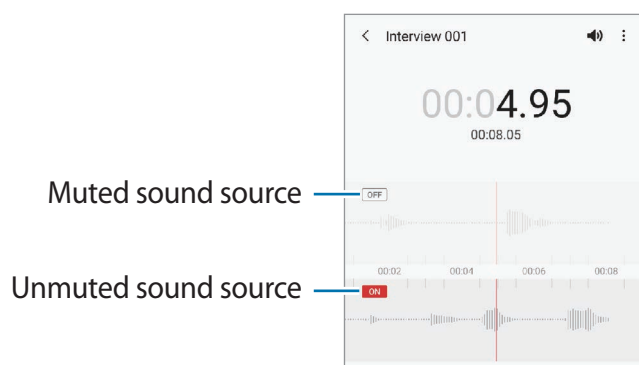 Interview 001
00:04.95
00:08.05
Muted sound source
OFF
00:02 00:04 00:06 00:08
Unmuted sound source
ON